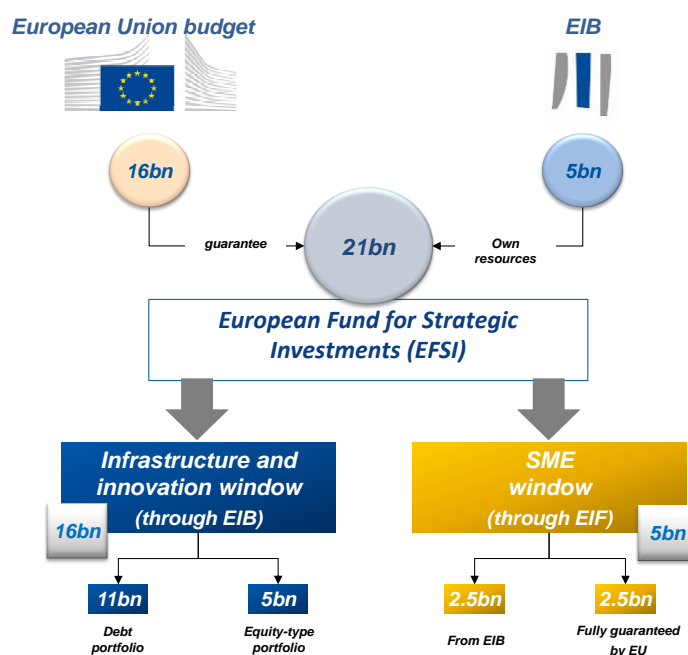 European Union budget
EIB
16bn
5bn
guarantee
21bn
Own
resources
European Fund for Strategic
Investments (EFSI)
Infrastructure and
innovation window
(through EIB)
16bn
SME
window
(through EIF)
5bn
11bn
5bn
2.5bn
2.5bn
Debt
portfolio
Equity-type
portfolio
From EIB
Fully guaranteed
by EU